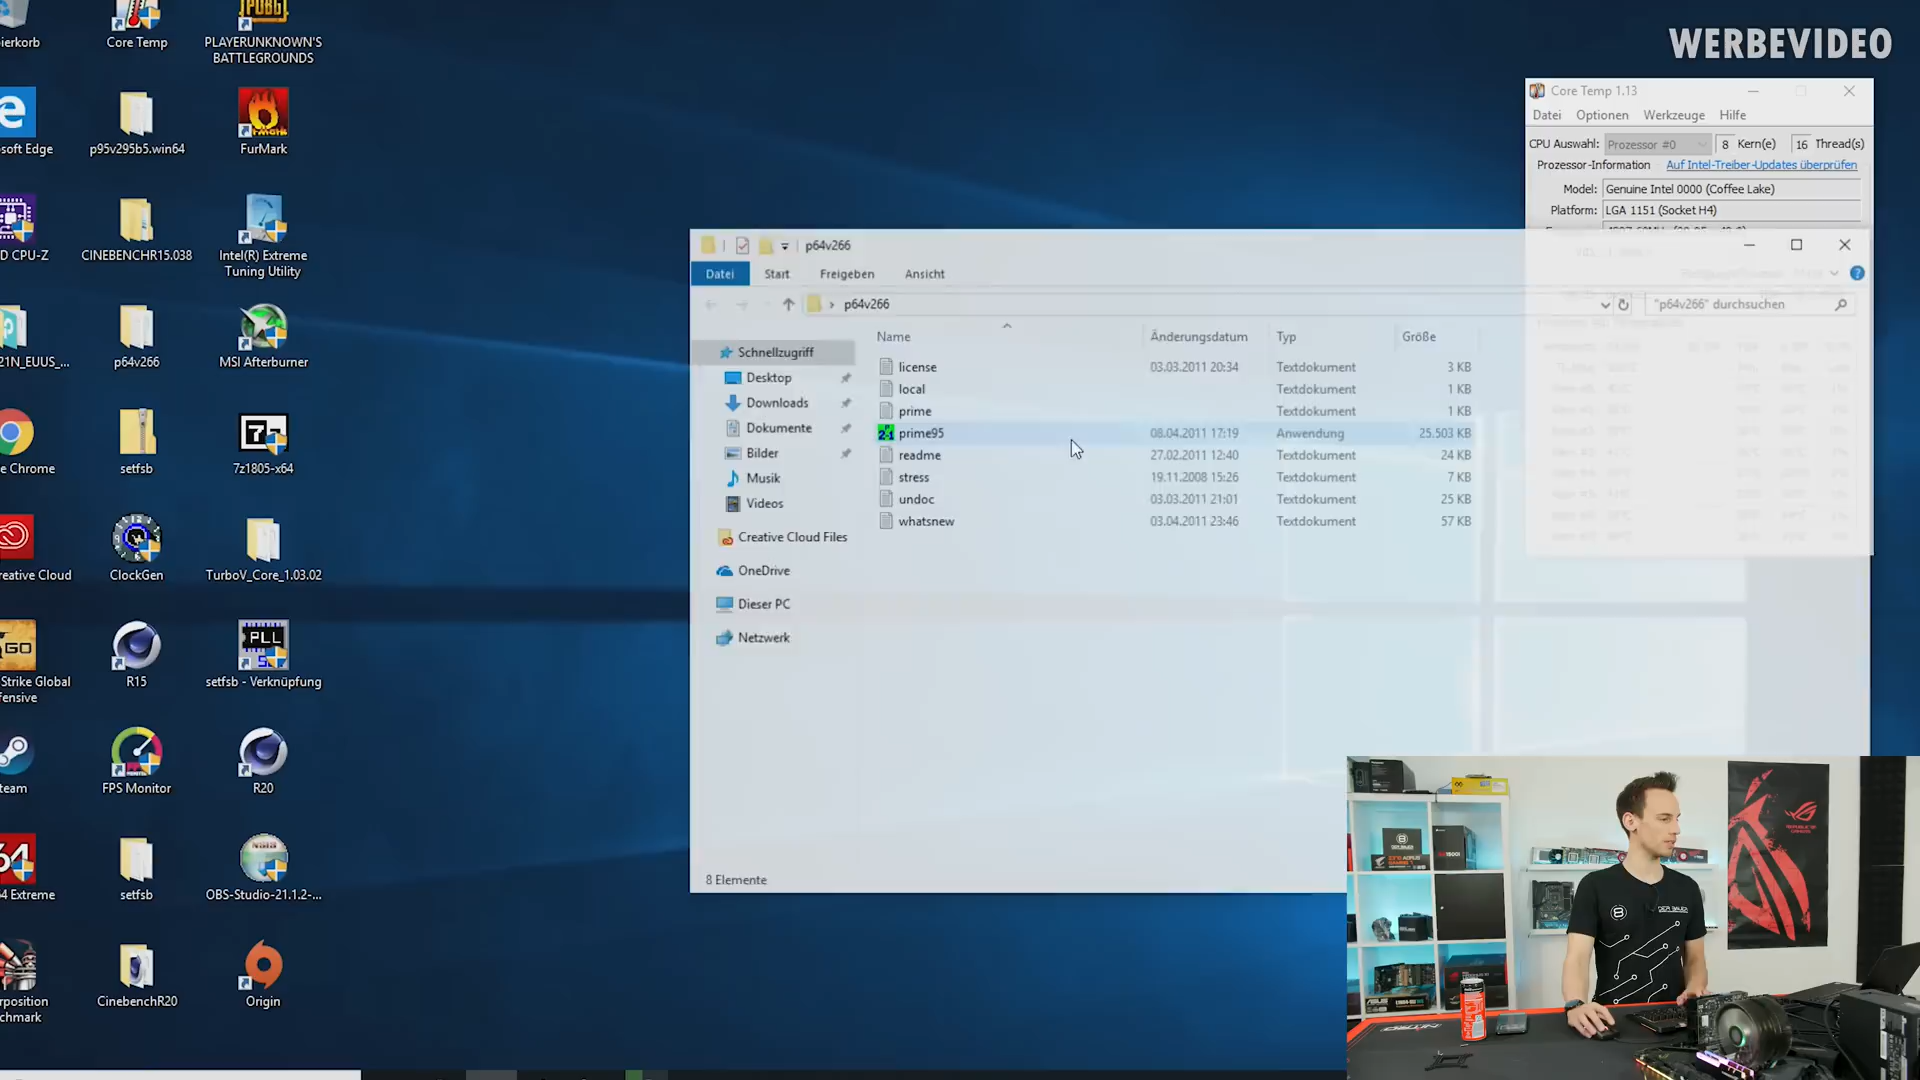 WERBEVIDEO
ierkorb
Core Temp
PLAYERUNKNOWN'S
BATTLEGROUNDS
soft Edge
p95v295b5.win64
FurMark
D CPU-Z
CINEBENCHR15.038
Intel(R) Extreme
Tuning Utility
21N_EUUS_...
p64v266
MSI Afterburner
e Chrome
setfsb
7z1805-x64
reative Cloud
ClockGen
TurboV_Core_1.03.02
GO
Strike Global
fensive
R15
PLL
setfsb - Verknüpfung
team
FPS Monitor
R20
64
64 Extreme
setfsb
OBS-Studio-21.1.2-...
rposition
chmark
CinebenchR20
Origin
Core Temp 1.13
Datei Optionen Werkzeuge Hilfe
CPU Auswahl: Prozessor #0 8 Kern(e) 16 Thread(s)
Prozessor-Information Auf Intel-Treiber-Updates überprüfen
Model: Genuine Intel 0000 (Coffee Lake)
Platform: LGA 1151 (Socket H4)
p64v266
Datei Start Freigeben Ansicht
p64v266
"p64v266" durchsuchen
Name Änderungsdatum Typ Größe
license 03.03.2011 20:34 Textdokument 3 KB
local Textdokument 1 KB
prime Textdokument 1 KB
prime95 08.04.2011 17:19 Anwendung 25.503 KB
readme 27.02.2011 12:40 Textdokument 24 KB
stress 19.11.2008 15:26 Textdokument 7 KB
undoc 03.03.2011 21:01 Textdokument 25 KB
whatsnew 03.04.2011 23:46 Textdokument 57 KB
Schnellzugriff
Desktop
Downloads
Dokumente
Bilder
Musik
Videos
Creative Cloud Files
OneDrive
Dieser PC
Netzwerk
8 Elemente
REPUBLIC OF
GAMERS
DER BAUER